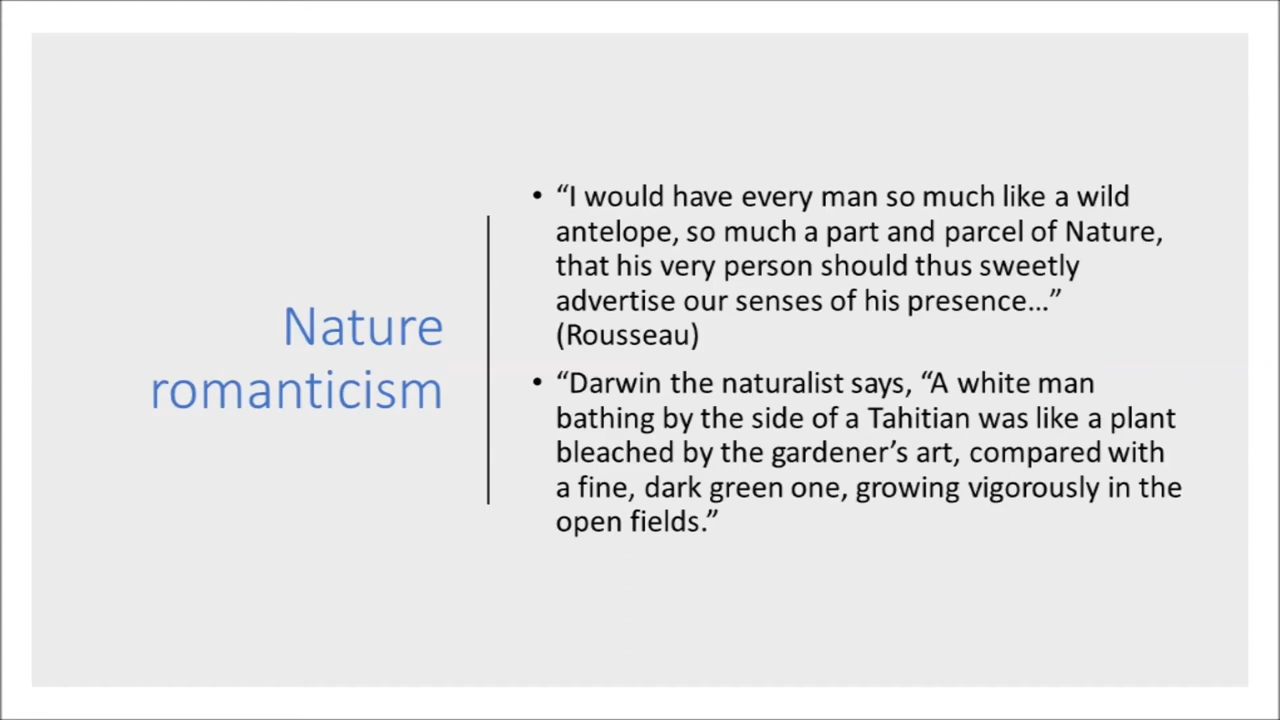 Nature
romanticism
• “I would have every man so much like a wild
antelope, so much a part and parcel of Nature,
that his very person should thus sweetly
advertise our senses of his presence…”
(Rousseau)
• “Darwin the naturalist says, “A white man
bathing by the side of a Tahitian was like a plant
bleached by the gardener’s art, compared with
a fine, dark green one, growing vigorously in the
open fields.”